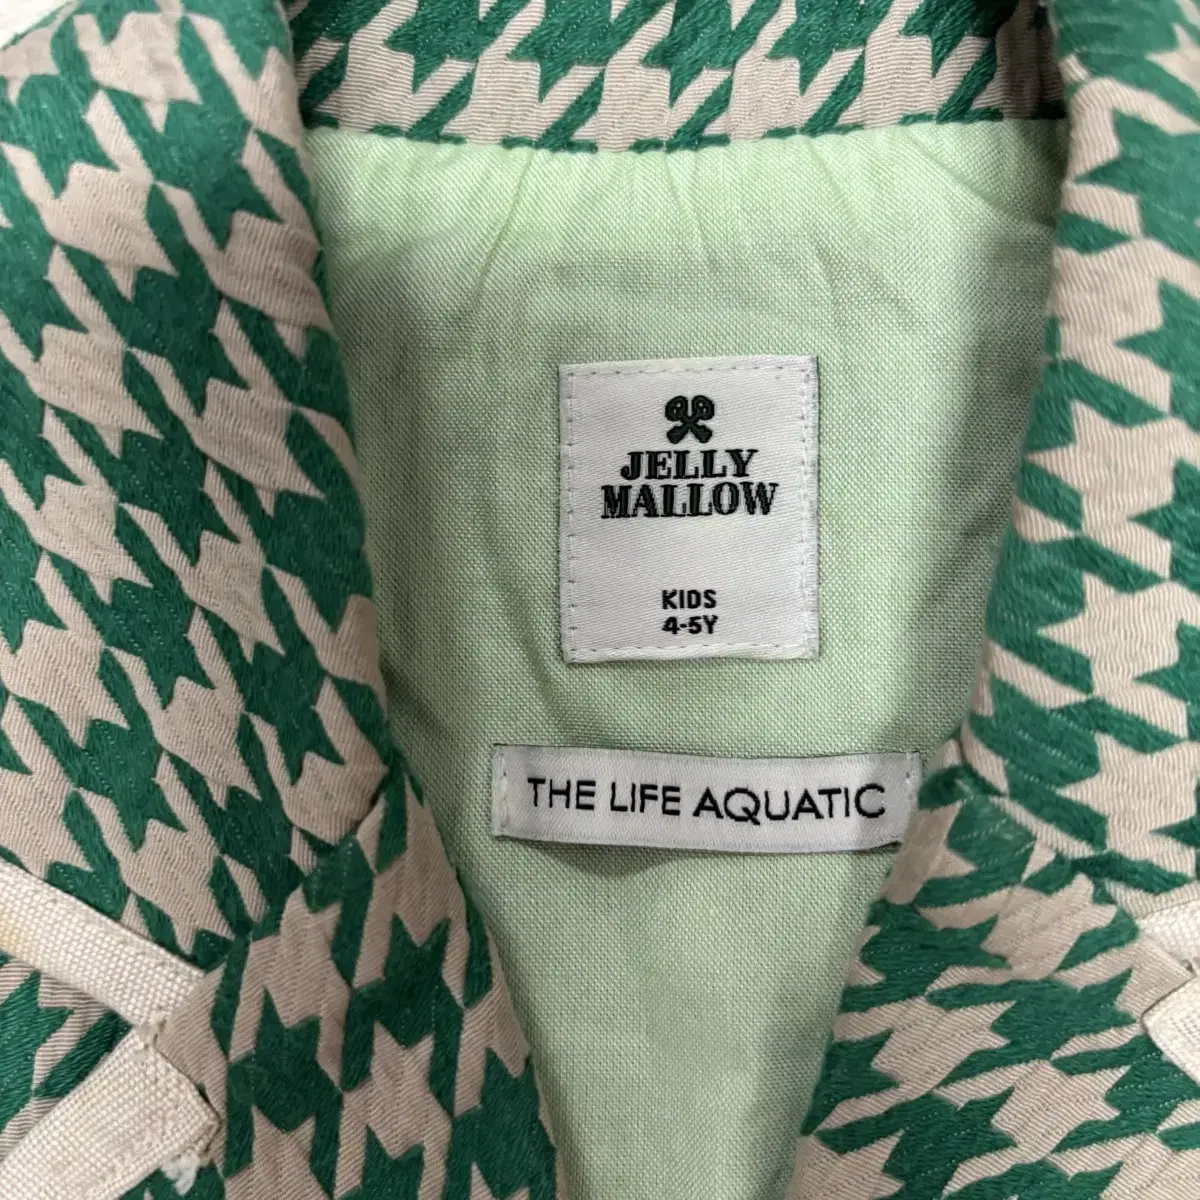 JELLY
MALLOW
KIDS
4-5Y
THE LIFE AQUATIC